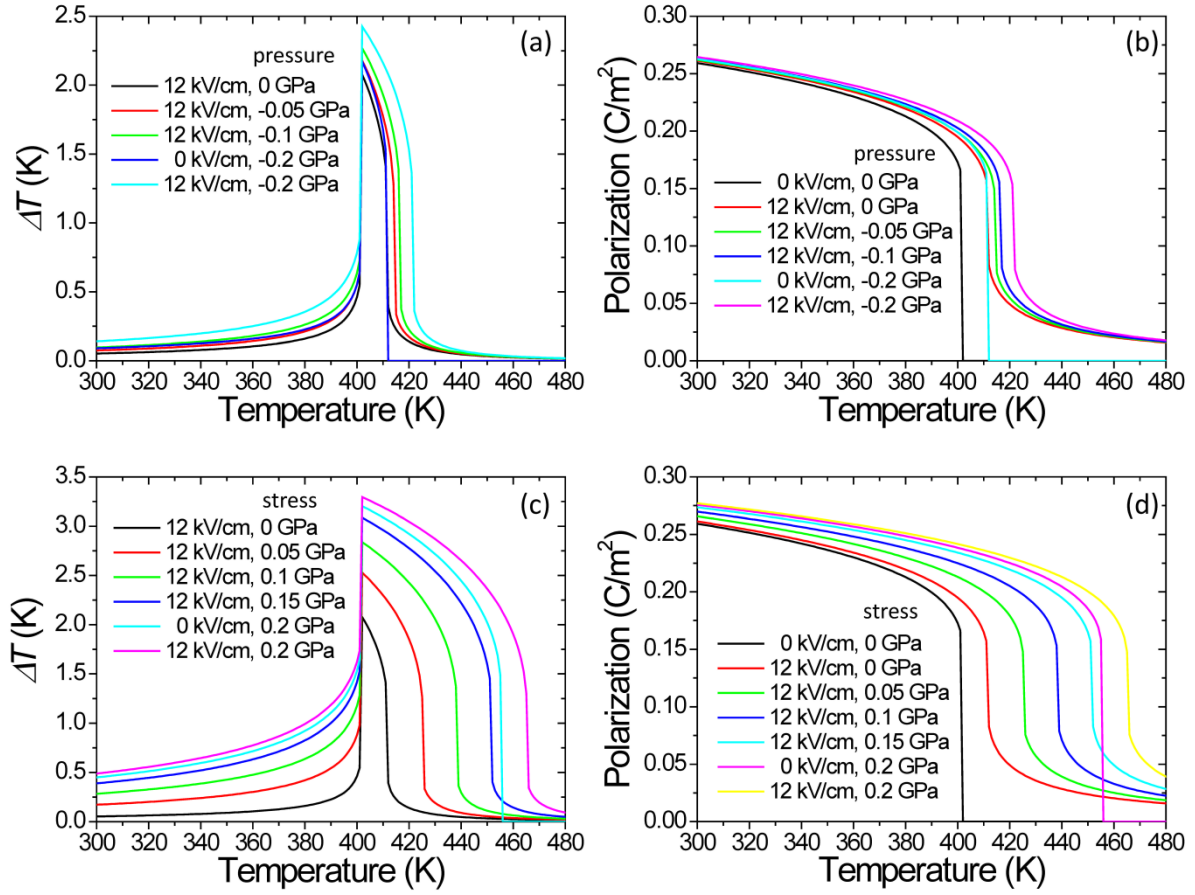 (a)
pressure
12 kV/cm, 0 GPa
12 kV/cm, -0.05 GPa
12 kV/cm, -0.1 GPa
0 kV/cm, -0.2 GPa
12 kV/cm, -0.2 GPa
ΔT (K)
2.5
2.0
1.5
1.0
0.5
0.0
300 320 340 360 380 400 420 440 460 480
Temperature (K)
(b)
pressure
0 kV/cm, 0 GPa
12 kV/cm, 0 GPa
12 kV/cm, -0.05 GPa
12 kV/cm, -0.1 GPa
0 kV/cm, -0.2 GPa
12 kV/cm, -0.2 GPa
Polarization (C/m²)
0.30
0.25
0.20
0.15
0.10
0.05
0.00
300 320 340 360 380 400 420 440 460 480
Temperature (K)
(c)
stress
12 kV/cm, 0 GPa
12 kV/cm, 0.05 GPa
12 kV/cm, 0.1 GPa
12 kV/cm, 0.15 GPa
0 kV/cm, 0.2 GPa
12 kV/cm, 0.2 GPa
ΔT (K)
3.5
3.0
2.5
2.0
1.5
1.0
0.5
0.0
300 320 340 360 380 400 420 440 460 480
Temperature (K)
(d)
stress
0 kV/cm, 0 GPa
12 kV/cm, 0 GPa
12 kV/cm, 0.05 GPa
12 kV/cm, 0.1 GPa
12 kV/cm, 0.15 GPa
0 kV/cm, 0.2 GPa
12 kV/cm, 0.2 GPa
Polarization (C/m²)
0.30
0.25
0.20
0.15
0.10
0.05
0.00
300 320 340 360 380 400 420 440 460 480
Temperature (K)